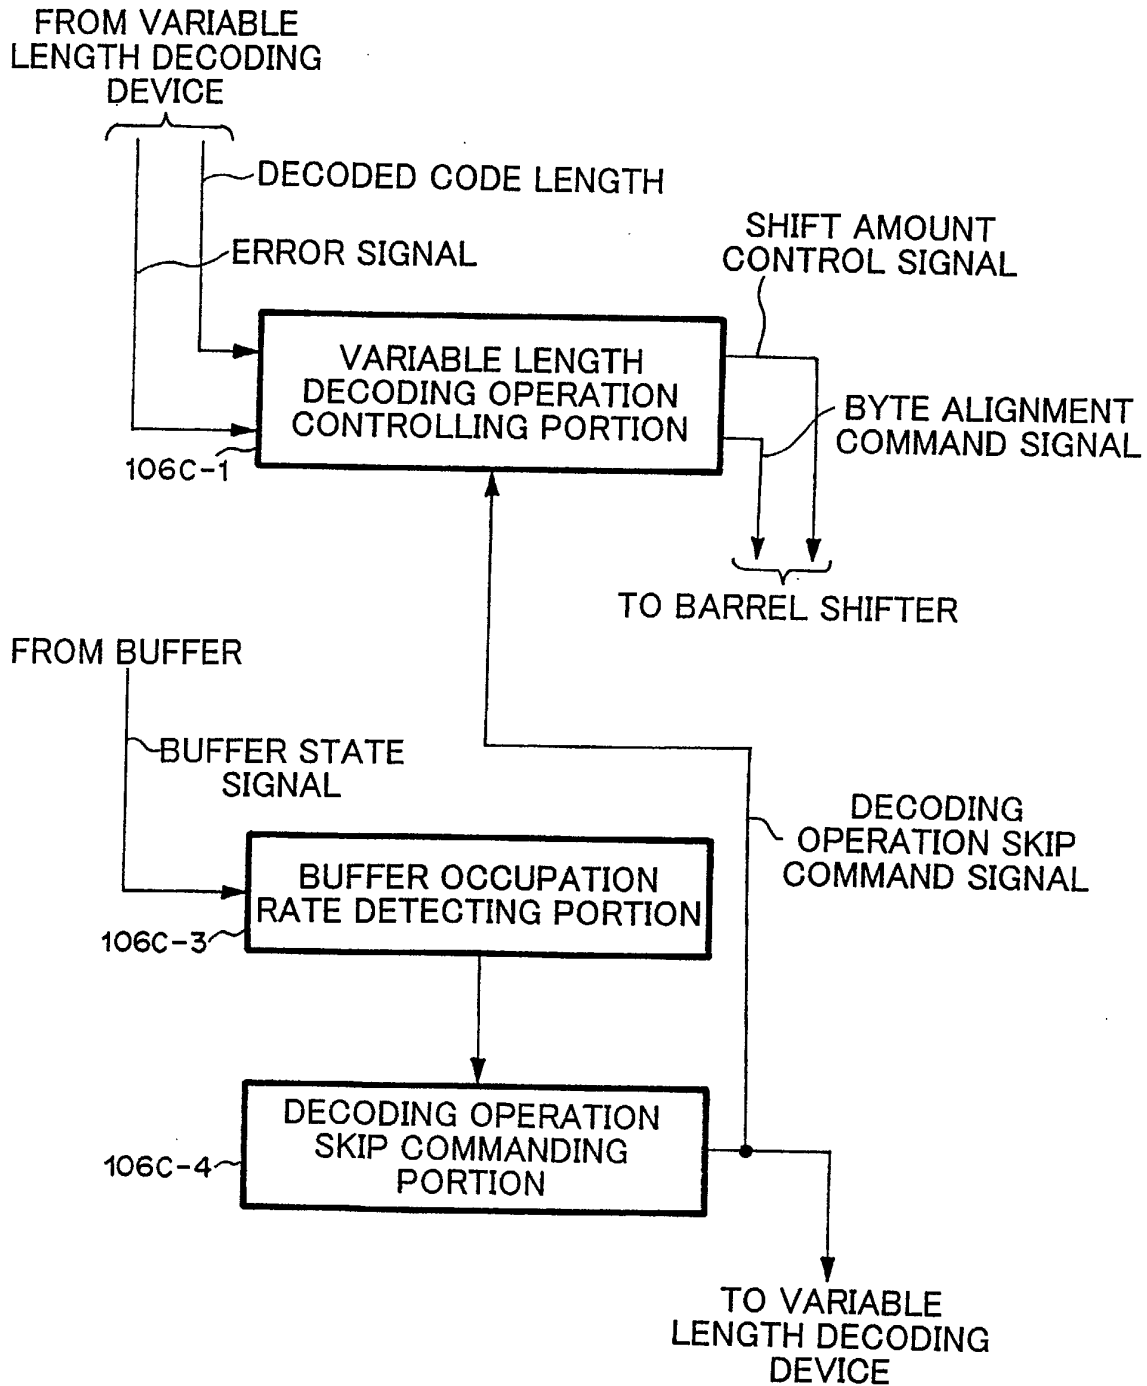 FROM VARIABLE
LENGTH DECODING
DEVICE
DECODED CODE LENGTH
ERROR SIGNAL
SHIFT AMOUNT
CONTROL SIGNAL
VARIABLE LENGTH
DECODING OPERATION
CONTROLLING PORTION
BYTE ALIGNMENT
COMMAND SIGNAL
106C-1
TO BARREL SHIFTER
FROM BUFFER
BUFFER STATE
SIGNAL
DECODING
OPERATION SKIP
COMMAND SIGNAL
BUFFER OCCUPATION
RATE DETECTING PORTION
106C-3
DECODING OPERATION
SKIP COMMANDING
PORTION
106C-4
TO VARIABLE
LENGTH DECODING
DEVICE